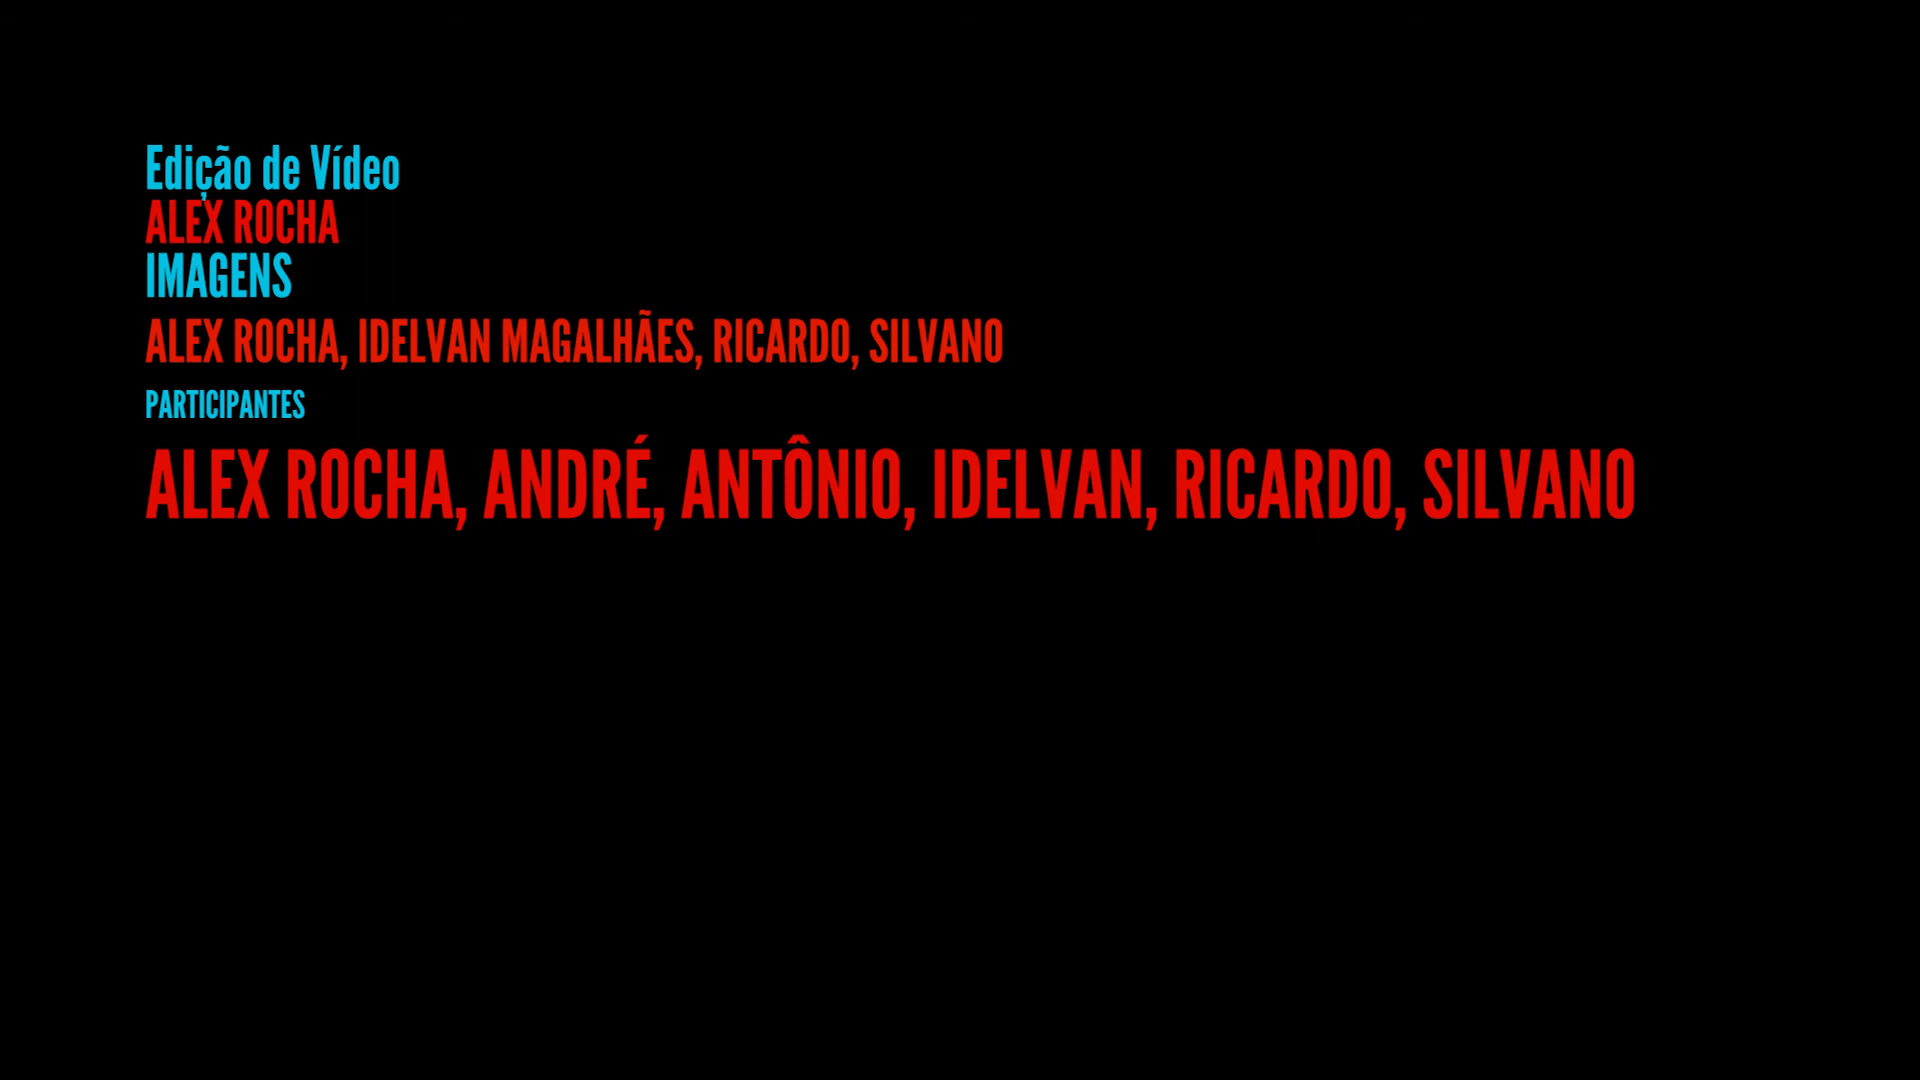 Edição de Vídeo
ALEX ROCHA
IMAGENS
ALEX ROCHA, IDELVAN MAGALHÃES, RICARDO, SILVANO
PARTICIPANTES
ALEX ROCHA, ANDRÉ, ANTÔNIO, IDELVAN, RICARDO, SILVANO